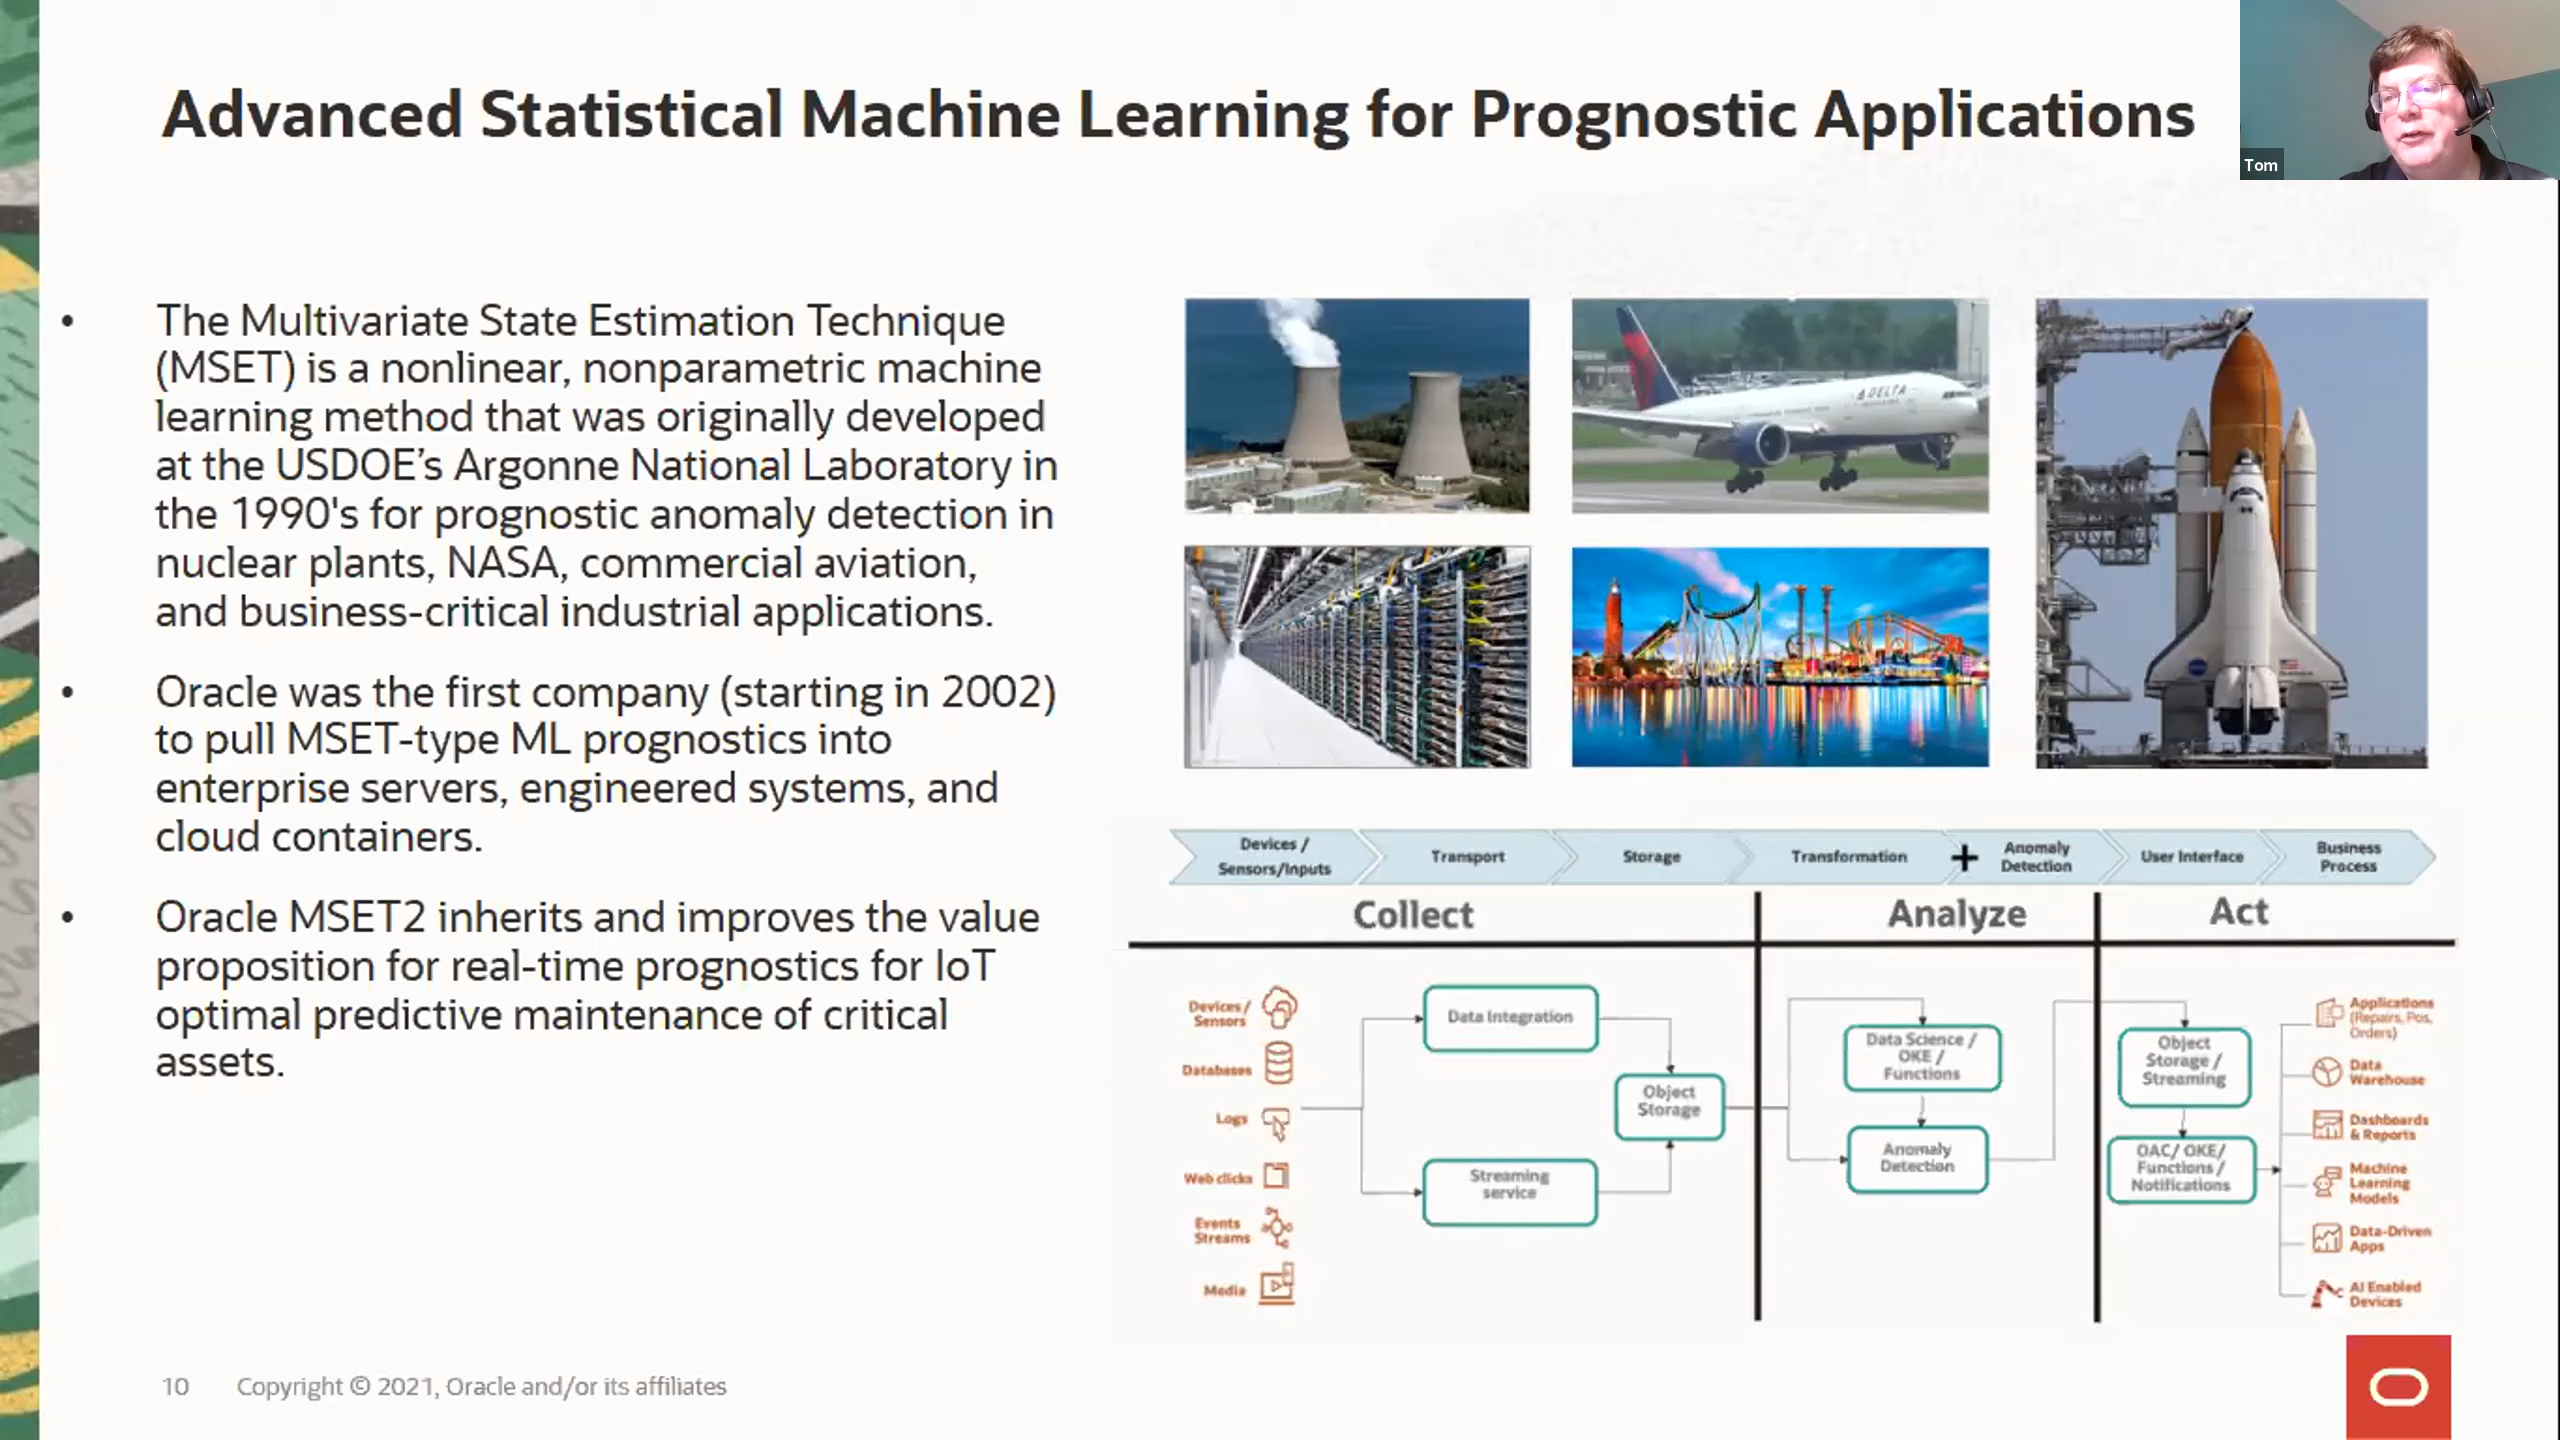 Advanced Statistical Machine Learning for Prognostic Applications
Tom
• The Multivariate State Estimation Technique
(MSET) is a nonlinear, nonparametric machine
learning method that was originally developed
at the USDOE’s Argonne National Laboratory in
the 1990's for prognostic anomaly detection in
nuclear plants, NASA, commercial aviation,
and business-critical industrial applications.
• Oracle was the first company (starting in 2002)
to pull MSET-type ML prognostics into
enterprise servers, engineered systems, and
cloud containers.
• Oracle MSET2 inherits and improves the value
proposition for real-time prognostics for IoT
optimal predictive maintenance of critical
assets.
DELTA
Devices /
Sensors/Inputs
Transport
Storage
Transformation
+
Anomaly
Detection
User Interface
Business
Process
Collect
Analyze
Act
Devices /
Sensors
Databases
Logs
Web clicks
Events
Streams
Media
Data Integration
Streaming
service
Object
Storage
Data Science /
OKE /
Functions
Anomaly
Detection
Object
Storage /
Streaming
OAC/ OKE/
Functions /
Notifications
Applications
(Repairs, Pos,
Orders)
Data
Warehouse
Dashboards
& Reports
Machine
Learning
Models
Data-Driven
Apps
AI Enabled
Devices
10 Copyright © 2021, Oracle and/or its affiliates